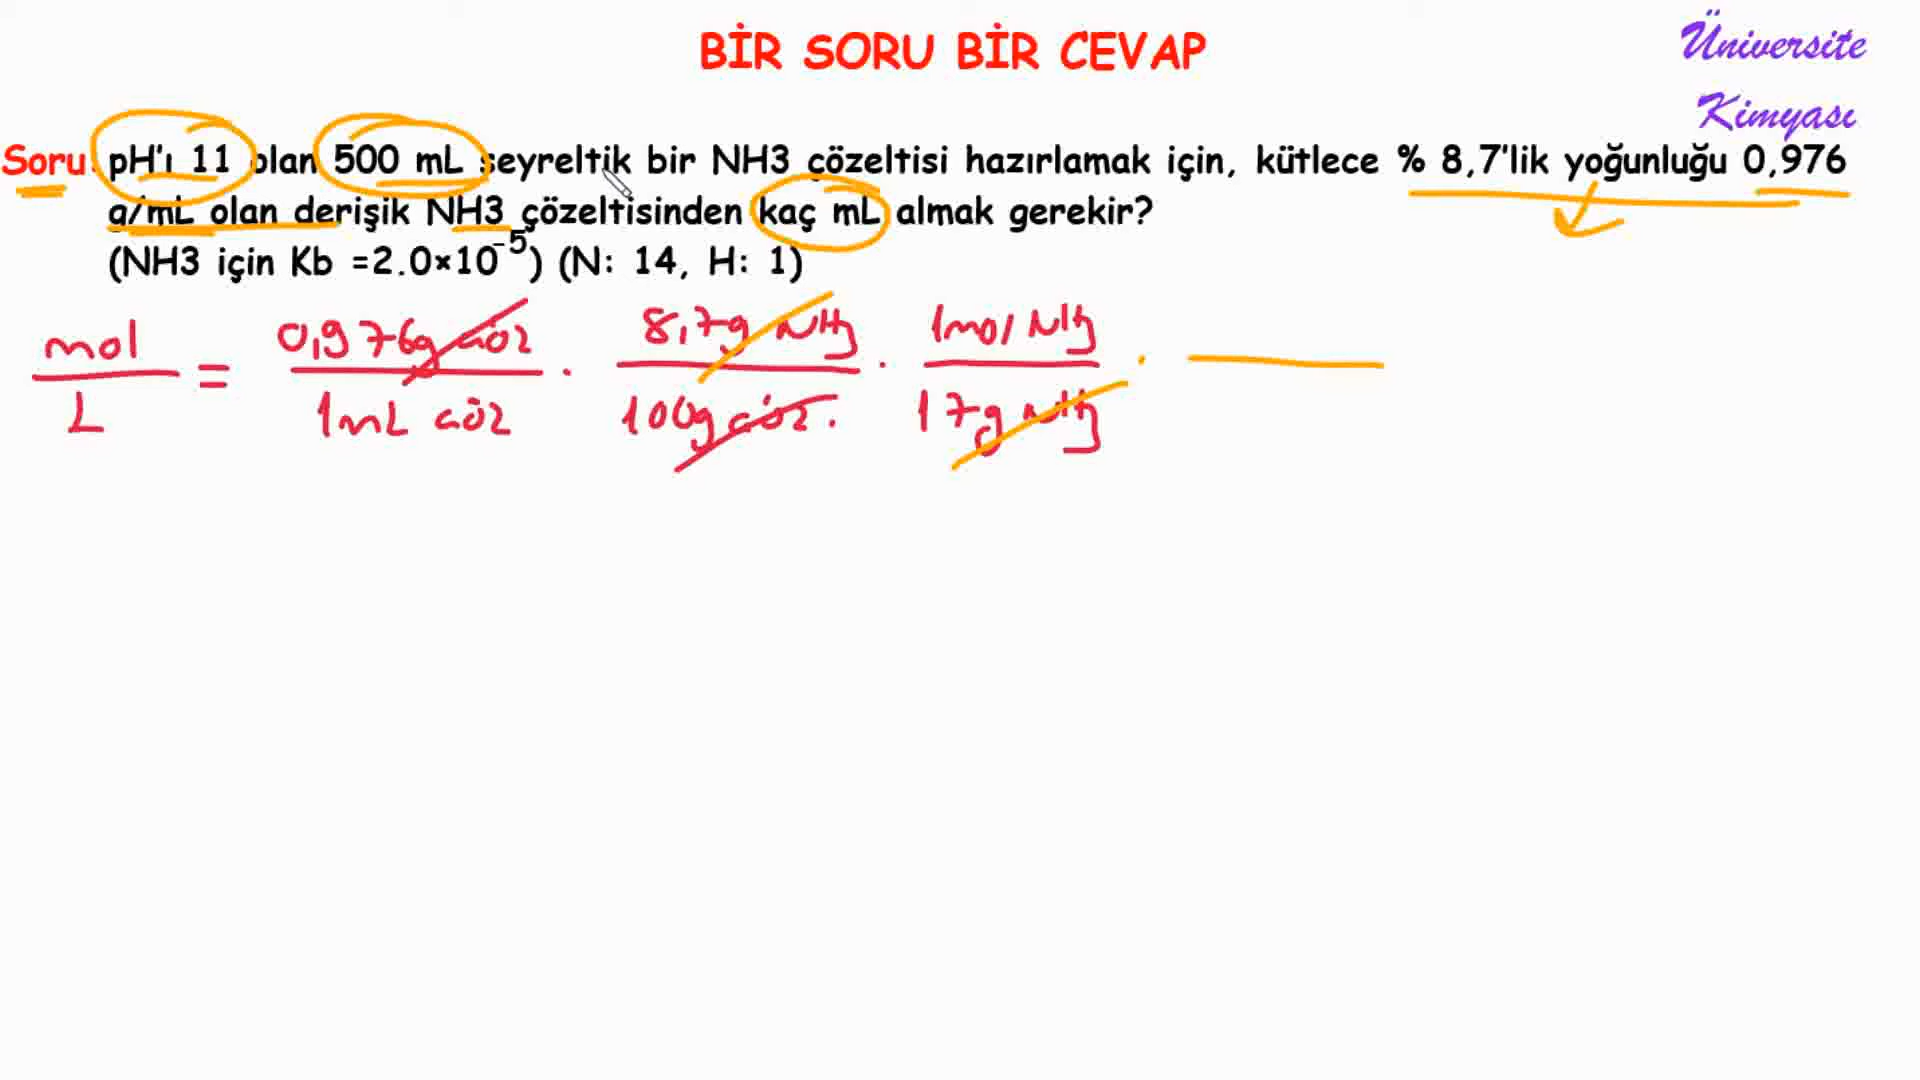 BİR SORU BİR CEVAP
Üniversite
Kimyası
Soru: pH'ı 11 olan 500 mL seyreltik bir NH3 çözeltisi hazırlamak için, kütlece % 8,7'lik yoğunluğu 0,976
g/mL olan derişik NH3 çözeltisinden kaç mL almak gerekir?
(NH3 için Kb =2.0×10⁻⁵) (N: 14, H: 1)
mol/L = 0,976g çöz/1mL çöz . 8,7g NH₃/100g çöz. . 1mol NH₃/17g NH₃ .